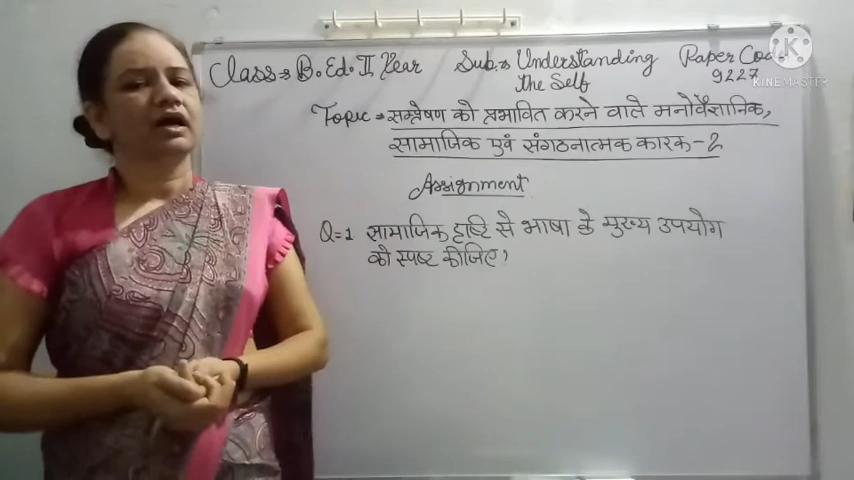 Class⇒ B.Ed. II Year Sub.⇒ Understanding the Self Paper Code 9227
Topic ⇒ सम्प्रेषण को प्रभावित करने वाले मनोवैज्ञानिक,
सामाजिक एवं संगठनात्मक कारक-2
Assignment
Q=1 सामाजिक दृष्टि से भाषा के मुख्य उपयोग
को स्पष्ट कीजिए,
KINEMASTER